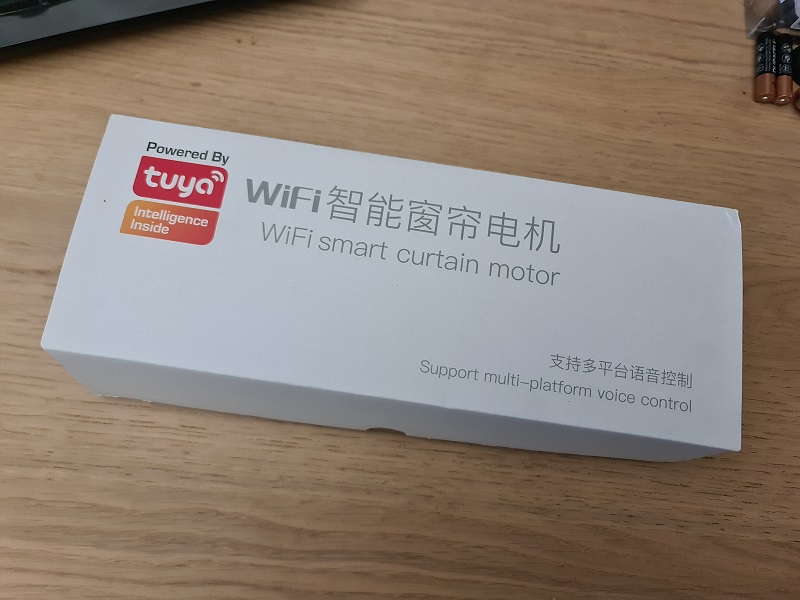 Powered By
tuya
Intelligence
Inside
WiFi智能窗帘电机
WiFi smart curtain motor
支持多平台语音控制
Support multi-platform voice control